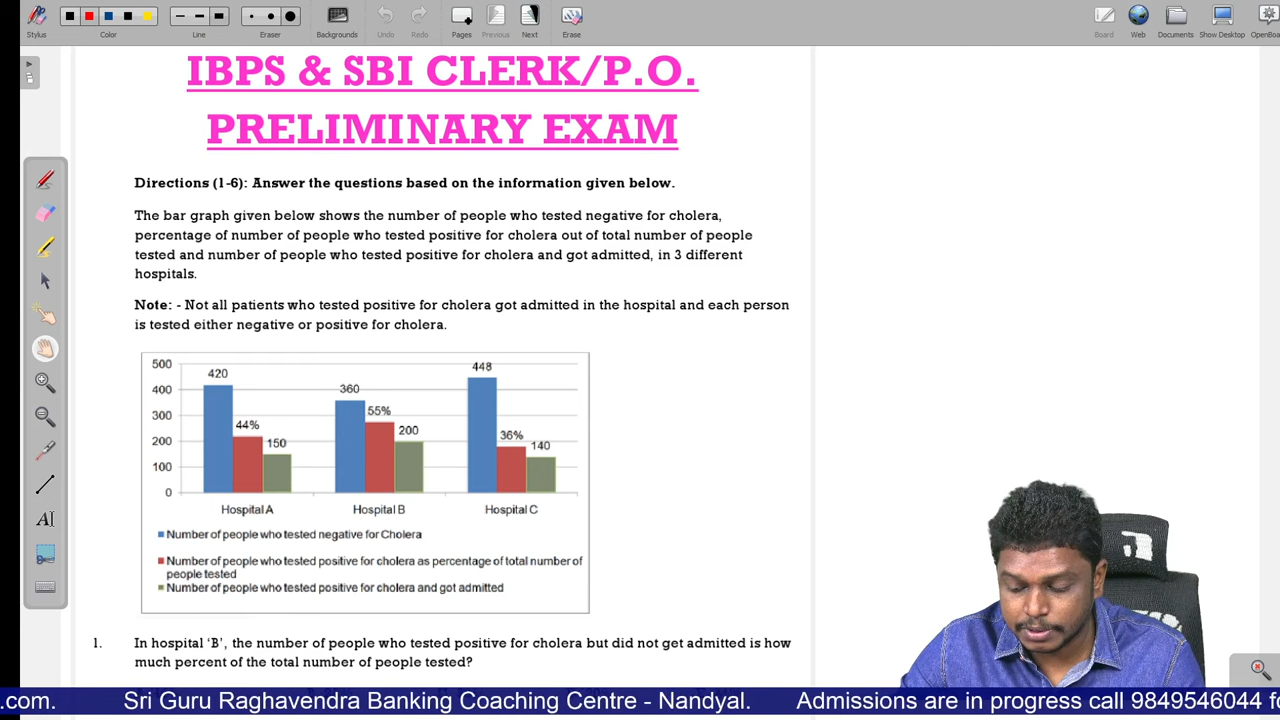 Stylus
Color
Line
Eraser
Backgrounds
Undo
Redo
Pages
Previous
Next
Erase
Board
Web
Documents
Show Desktop
OpenBoa
IBPS & SBI CLERK/P.O.
PRELIMINARY EXAM
Directions (1-6): Answer the questions based on the information given below.
The bar graph given below shows the number of people who tested negative for cholera,
percentage of number of people who tested positive for cholera out of total number of people
tested and number of people who tested positive for cholera and got admitted, in 3 different
hospitals.
Note: - Not all patients who tested positive for cholera got admitted in the hospital and each person
is tested either negative or positive for cholera.
500
400
300
200
100
0
420
44%
150
360
55%
200
448
36%
140
Hospital A
Hospital B
Hospital C
Number of people who tested negative for Cholera
Number of people who tested positive for cholera as percentage of total number of
people tested
Number of people who tested positive for cholera and got admitted
1. In hospital ‘B’, the number of people who tested positive for cholera but did not get admitted is how
much percent of the total number of people tested?
s.com. Sri Guru Raghavendra Banking Coaching Centre - Nandyal. Admissions are in progress call 9849546044 fo